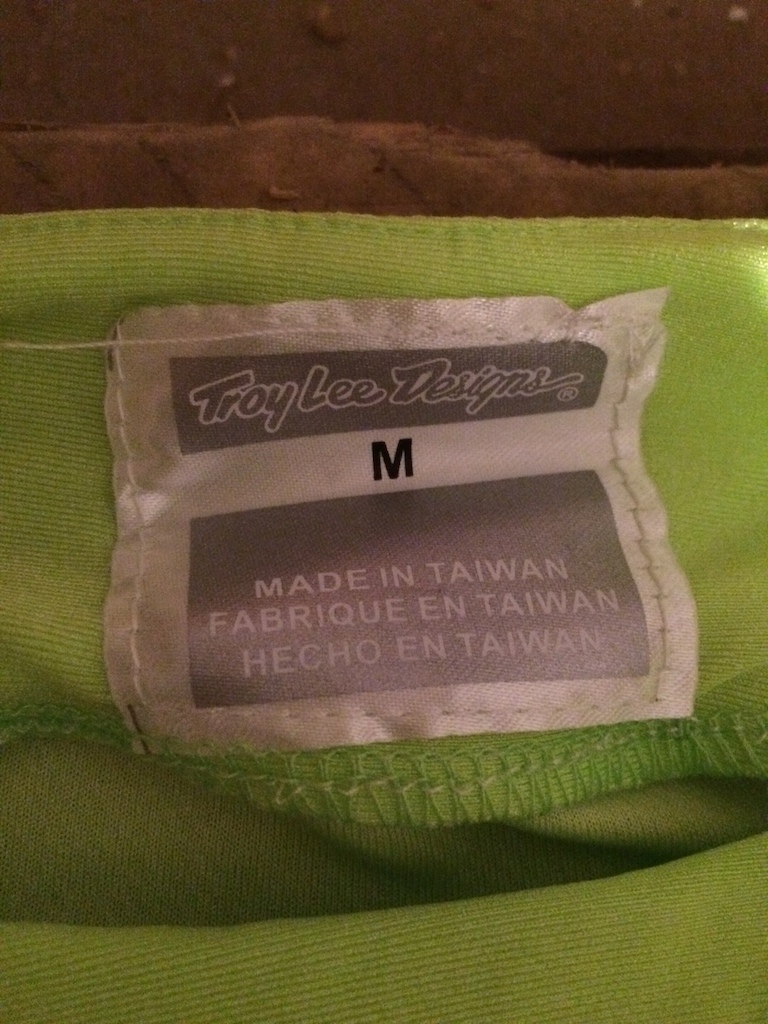 Troy Lee Designs®
M
MADE IN TAIWAN
FABRIQUE EN TAIWAN
HECHO EN TAIWAN